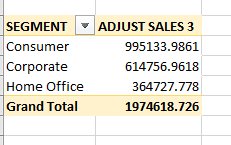 SEGMENT ADJUST SALES 3
Consumer 995133.9861
Corporate 614756.9618
Home Office 364727.778
Grand Total 1974618.726